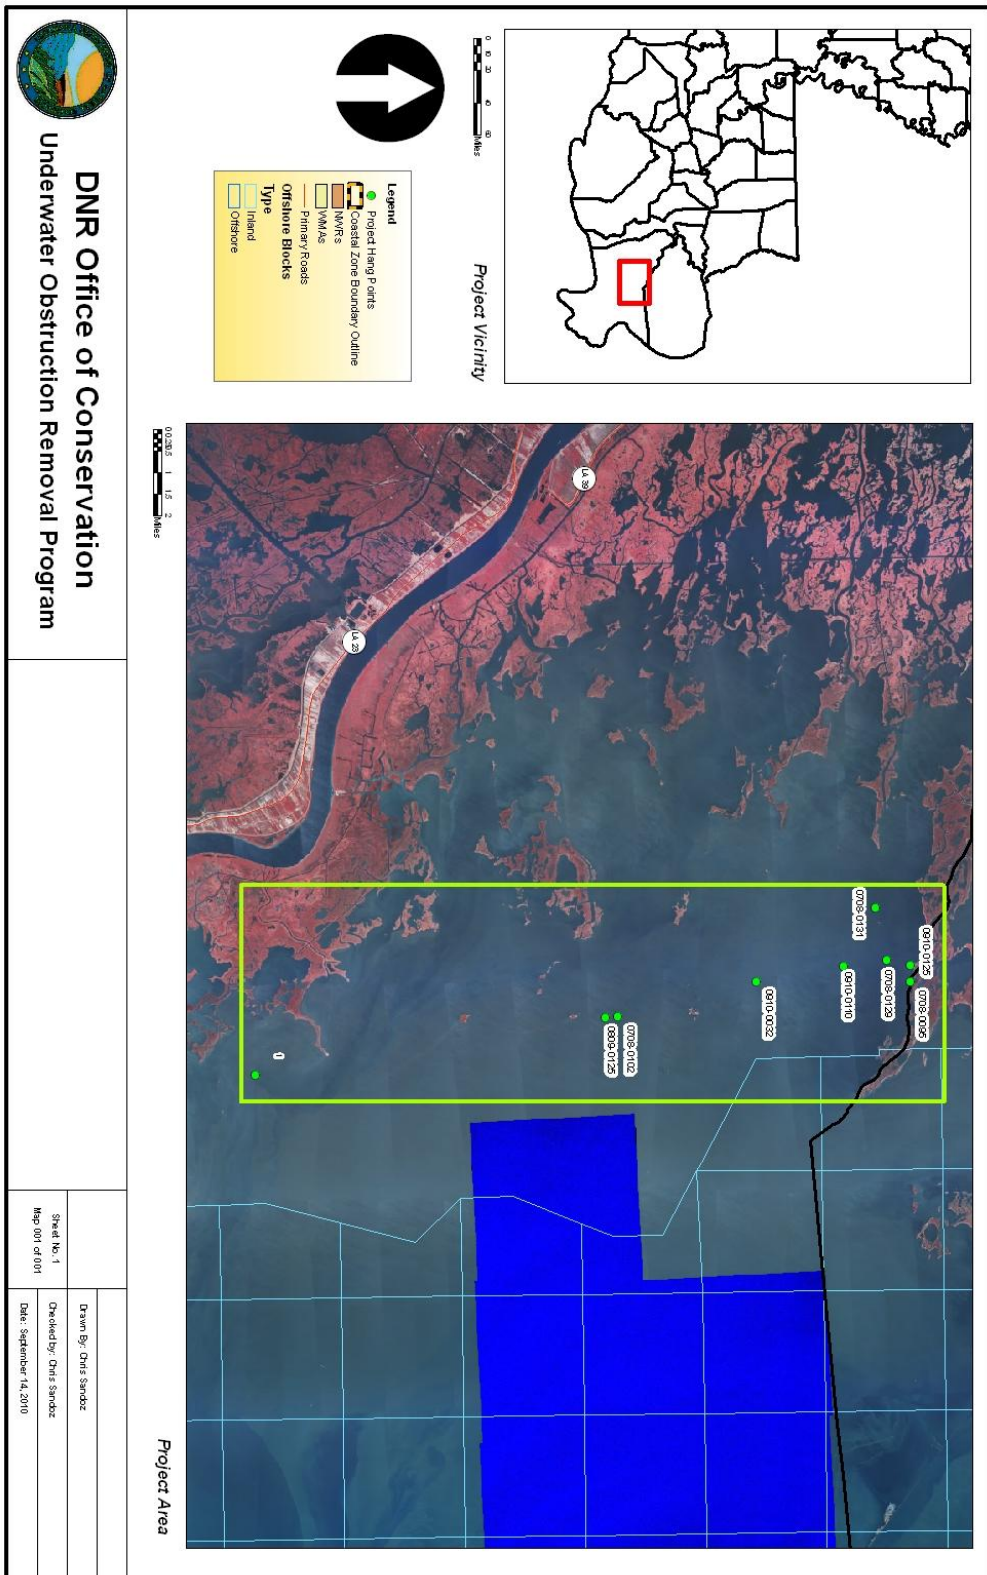 DNR Office of Conservation
Underwater Obstruction Removal Program
Legend
Project Hang Points
Coastal Zone Boundary Outline
NWRs
WMAs
Primary Roads
Offshore Blocks
Type
Inland
Offshore
Miles
Project Vicinity
LA 39
LA 23
0910-0125
0708-0095
0708-0131
0708-0129
0910-0110
0910-0032
0708-0102
0809-0125
Miles
Project Area
Sheet No. 1
Map 001 of 001
Drawn By: Chris Sandoz
Checked by: Chris Sandoz
Date: September 14, 2010